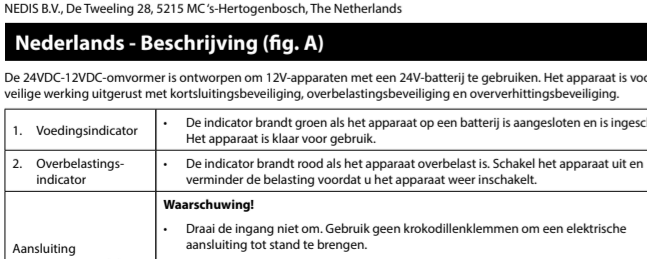 NEDIS B.V., De Tweeling 28, 5215 MC 's-Hertogenbosch, The Netherlands
Nederlands - Beschrijving (fig. A)
De 24VDC-12VDC-omvormer is ontworpen om 12V-apparaten met een 24V-batterij te gebruiken. Het apparaat is
veilige werking uitgerust met kortsluitingsbeveiliging, overbelastingsbeveiliging en oververhittingsbeveiliging.
1. Voedingsindicator
• De indicator brandt groen als het apparaat op een batterij is aangesloten en is
Het apparaat is klaar voor gebruik.
2. Overbelastings-
indicator
• De indicator brandt rood als het apparaat overbelast is. Schakel het apparaat uit en
verminder de belasting voordat u het apparaat weer inschakelt.
Aansluiting
Waarschuwing!
• Draai de ingang niet om. Gebruik geen krokodillenklemmen om een elektrische
aansluiting tot stand te brengen.